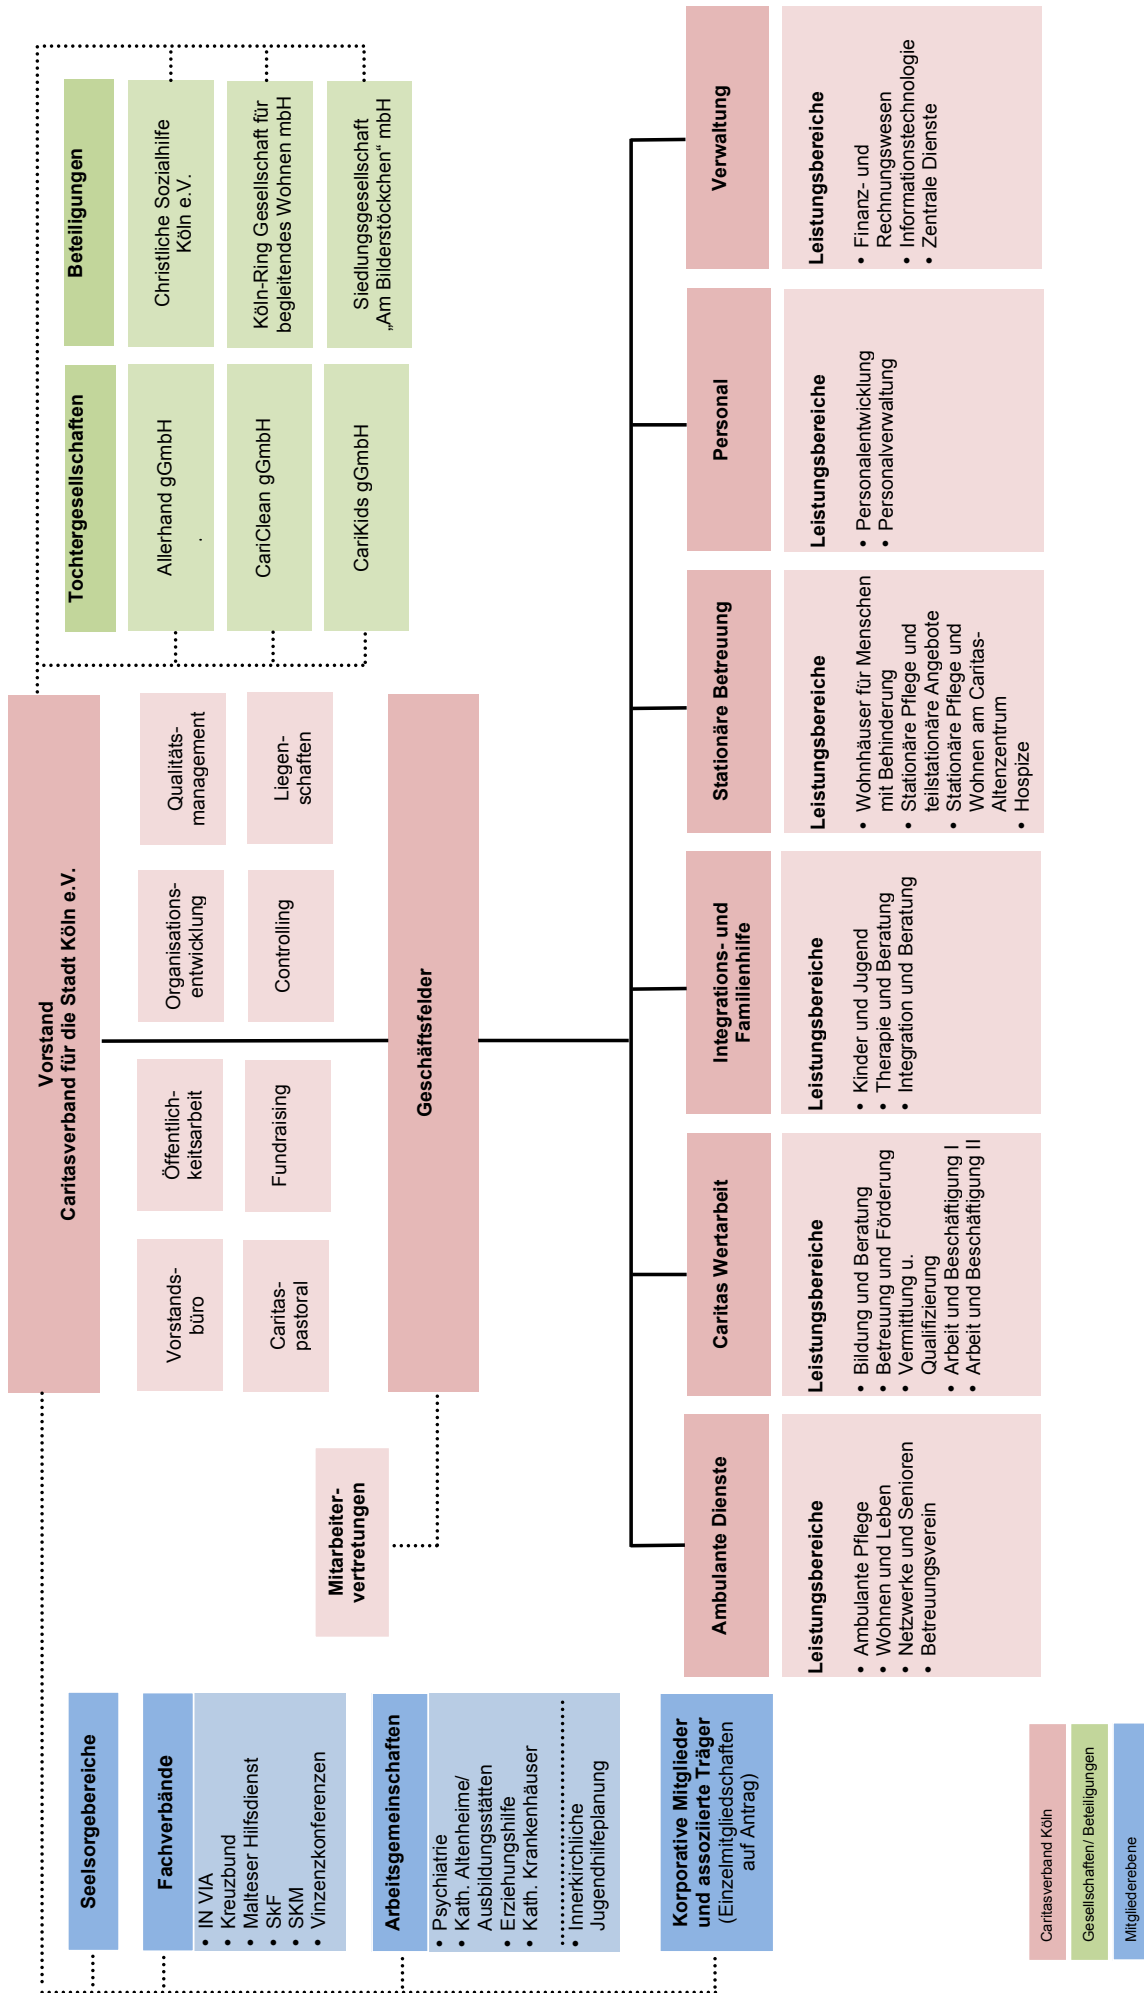 Vorstand
Caritasverband für die Stadt Köln e.V.
Seelsorgebereiche
Fachverbände
• IN VIA
• Kreuzbund
• Malteser Hilfsdienst
• SkF
• SKM
• Vinzenzkonferenzen
Arbeitsgemeinschaften
• Psychiatrie
• Kath. Altenheime/
Ausbildungsstätten
• Erziehungshilfe
• Kath. Krankenhäuser
• Innerkirchliche
Jugendhilfeplanung
Korporative Mitglieder
und assoziierte Träger
(Einzelmitgliedschaften
auf Antrag)
Vorstands-
büro
Öffentlich-
keitsarbeit
Organisations-
entwicklung
Qualitäts-
management
Caritas-
pastoral
Fundraising
Controlling
Liegen-
schaften
Mitarbeiter-
vertretungen
Geschäftsfelder
Tochtergesellschaften
Allerhand gGmbH
.
CariClean gGmbH
CariKids gGmbH
Beteiligungen
Christliche Sozialhilfe
Köln e.V.
Köln-Ring Gesellschaft für
begleitendes Wohnen mbH
Siedlungsgesellschaft
„Am Bilderstöckchen“ mbH
Ambulante Dienste
Leistungsbereiche
• Ambulante Pflege
• Wohnen und Leben
• Netzwerke und Senioren
• Betreuungsverein
Caritas Wertarbeit
Leistungsbereiche
• Bildung und Beratung
• Betreuung und Förderung
• Vermittlung u.
Qualifizierung
• Arbeit und Beschäftigung I
• Arbeit und Beschäftigung II
Integrations- und
Familienhilfe
Leistungsbereiche
• Kinder und Jugend
• Therapie und Beratung
• Integration und Beratung
Stationäre Betreuung
Leistungsbereiche
• Wohnhäuser für Menschen
mit Behinderung
• Stationäre Pflege und
teilstationäre Angebote
• Stationäre Pflege und
Wohnen am Caritas-
Altenzentrum
• Hospize
Personal
Leistungsbereiche
• Personalentwicklung
• Personalverwaltung
Verwaltung
Leistungsbereiche
• Finanz- und
Rechnungswesen
• Informationstechnologie
• Zentrale Dienste
Caritasverband Köln
Gesellschaften/ Beteiligungen
Mitgliederebene